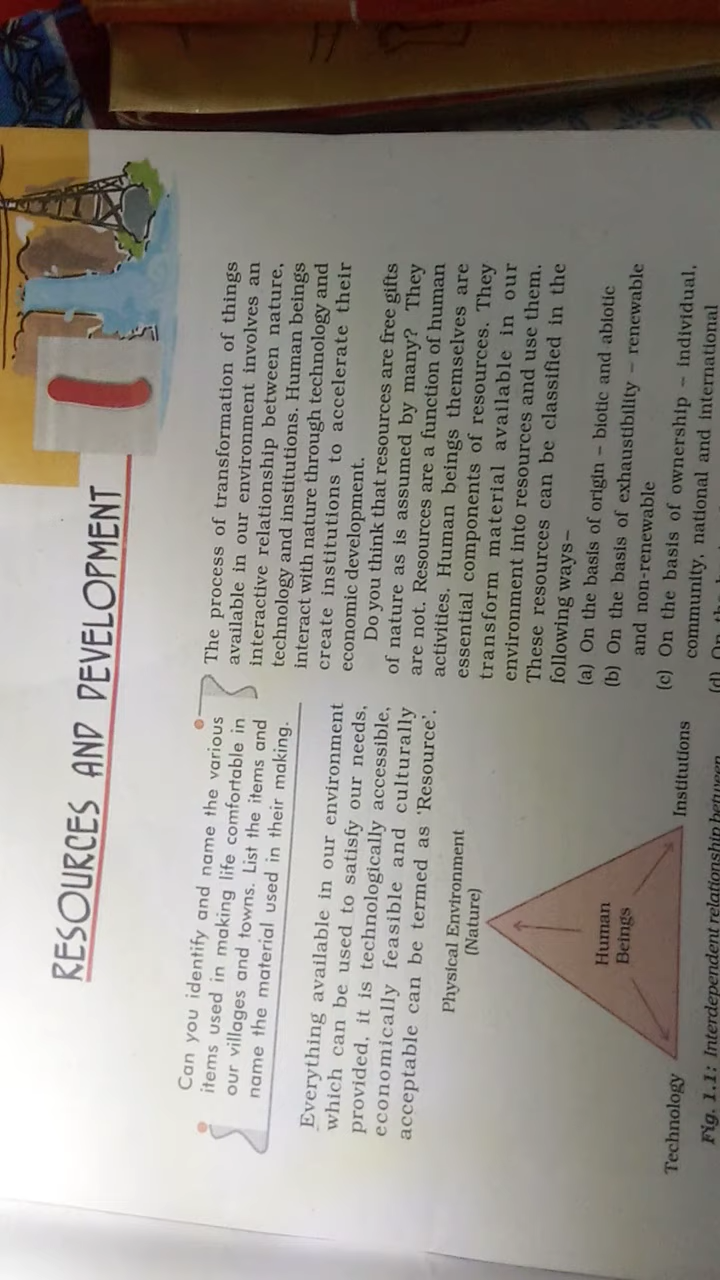 RESOURCES AND DEVELOPMENT
1
Can you identify and name the various
items used in making life comfortable in
our villages and towns. List the items and
name the material used in their making.
Everything available in our environment
which can be used to satisfy our needs,
provided, it is technologically accessible,
economically feasible and culturally
acceptable can be termed as ‘Resource’.
Physical Environment
(Nature)
Human
Beings
Technology
Institutions
Fig. 1.1: Interdependent relationship between
The process of transformation of things
available in our environment involves an
interactive relationship between nature,
technology and institutions. Human beings
interact with nature through technology and
create institutions to accelerate their
economic development.
Do you think that resources are free gifts
of nature as is assumed by many? They
are not. Resources are a function of human
activities. Human beings themselves are
essential components of resources. They
transform material available in our
environment into resources and use them.
These resources can be classified in the
following ways–
(a) On the basis of origin – biotic and abiotic
(b) On the basis of exhaustibility – renewable
and non-renewable
(c) On the basis of ownership – individual,
community, national and international
(d) On the